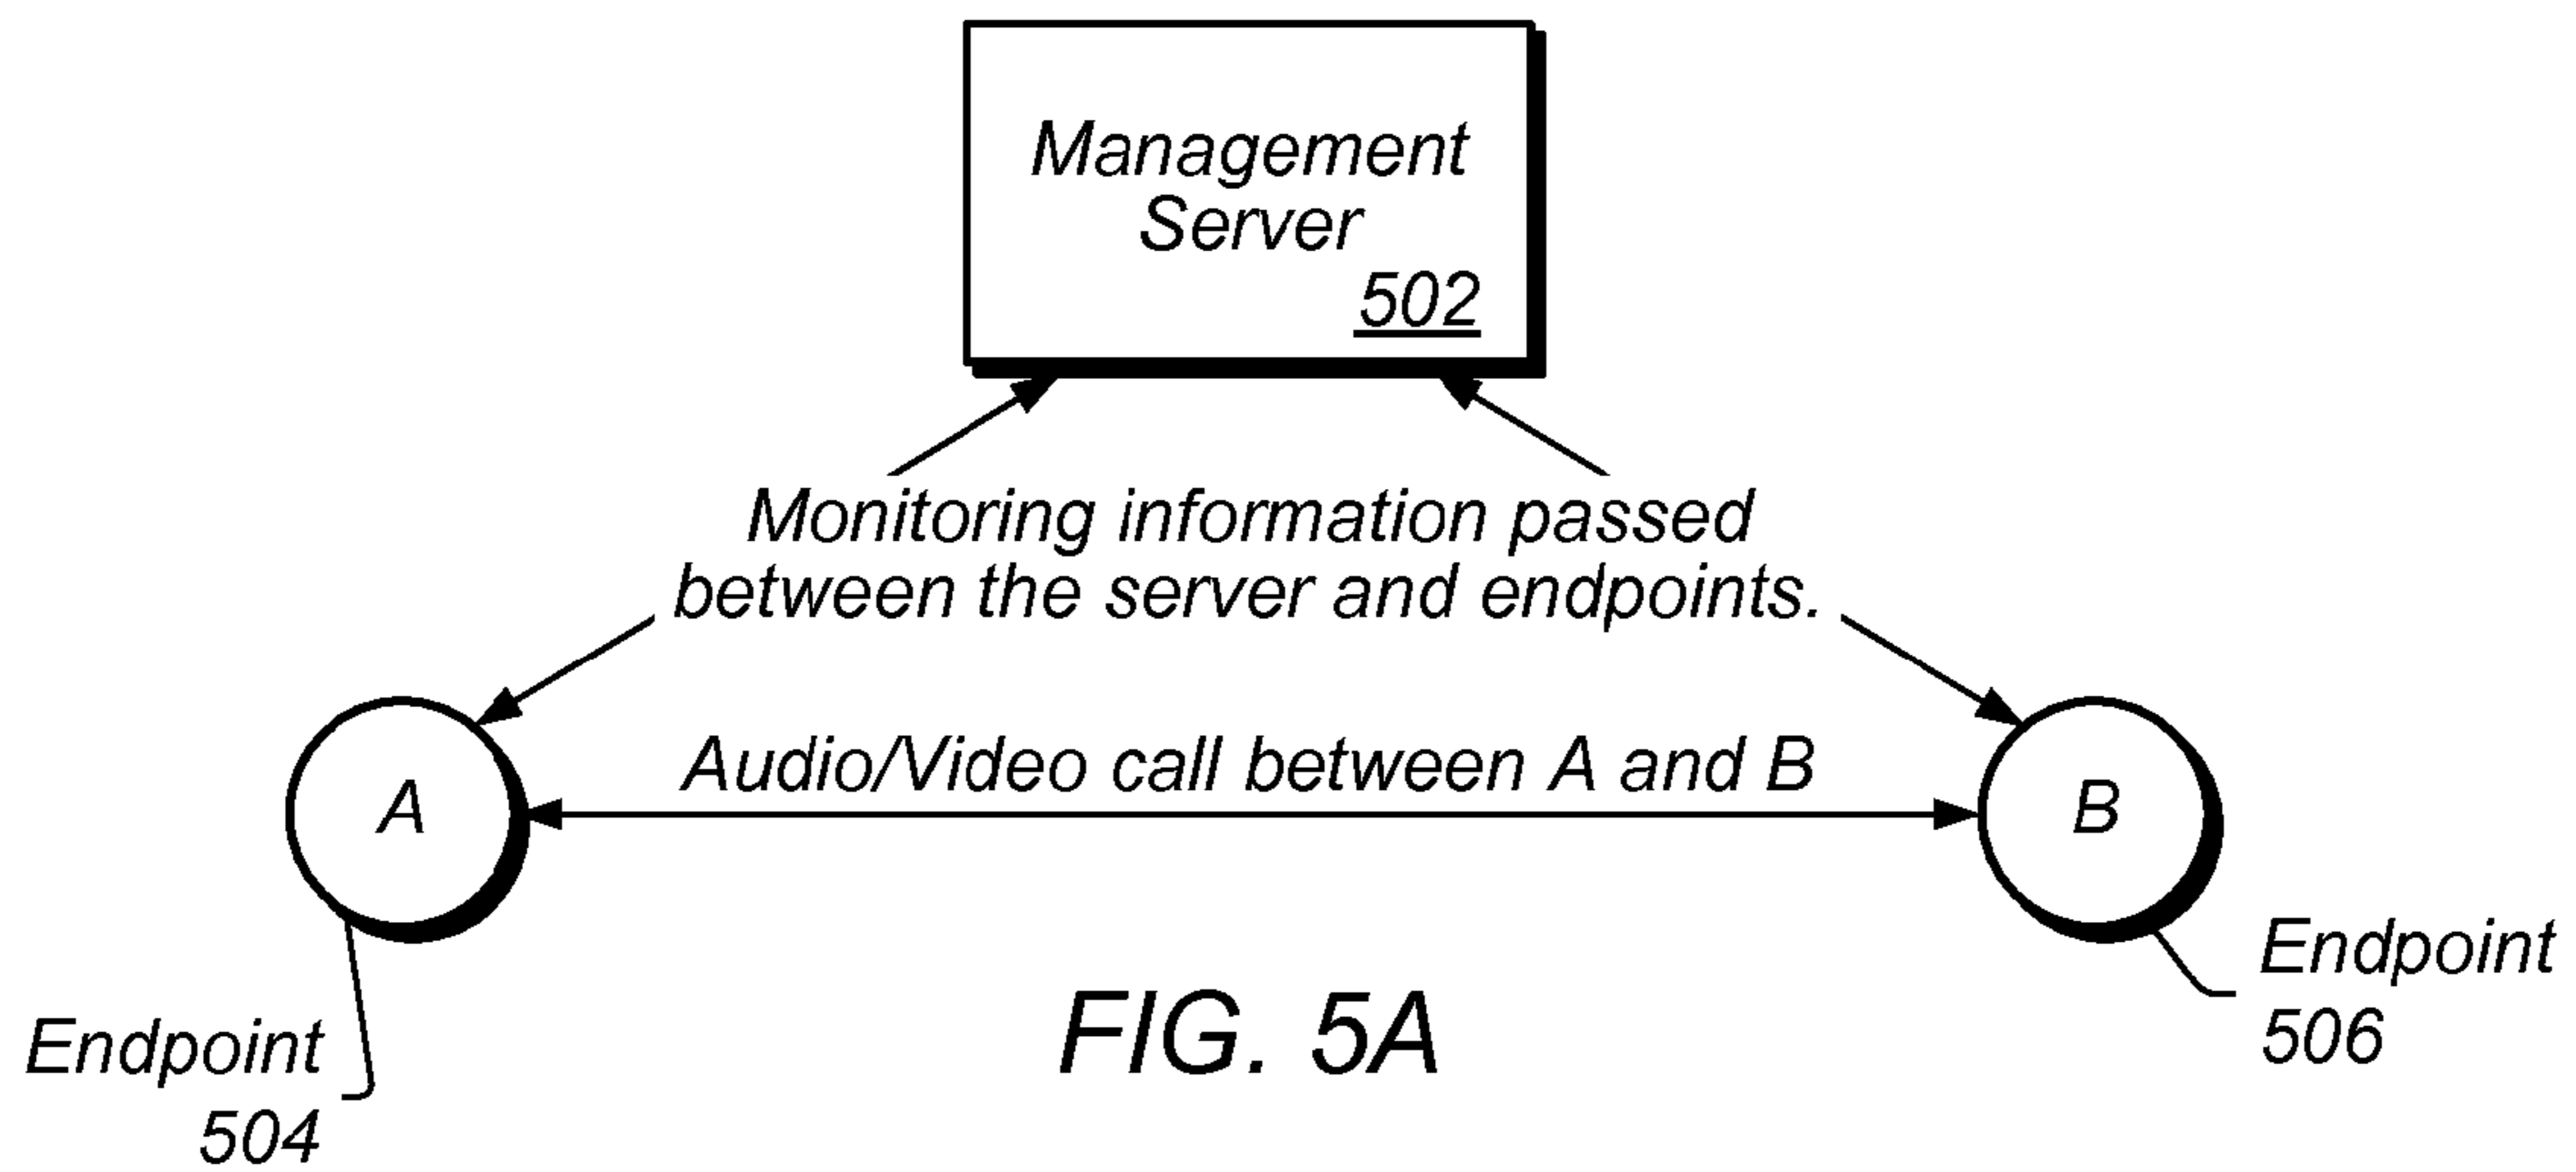 Management
Server
502
Monitoring information passed
between the server and endpoints.
Audio/Video call between A and B
A
B
Endpoint
504
Endpoint
506
FIG. 5A